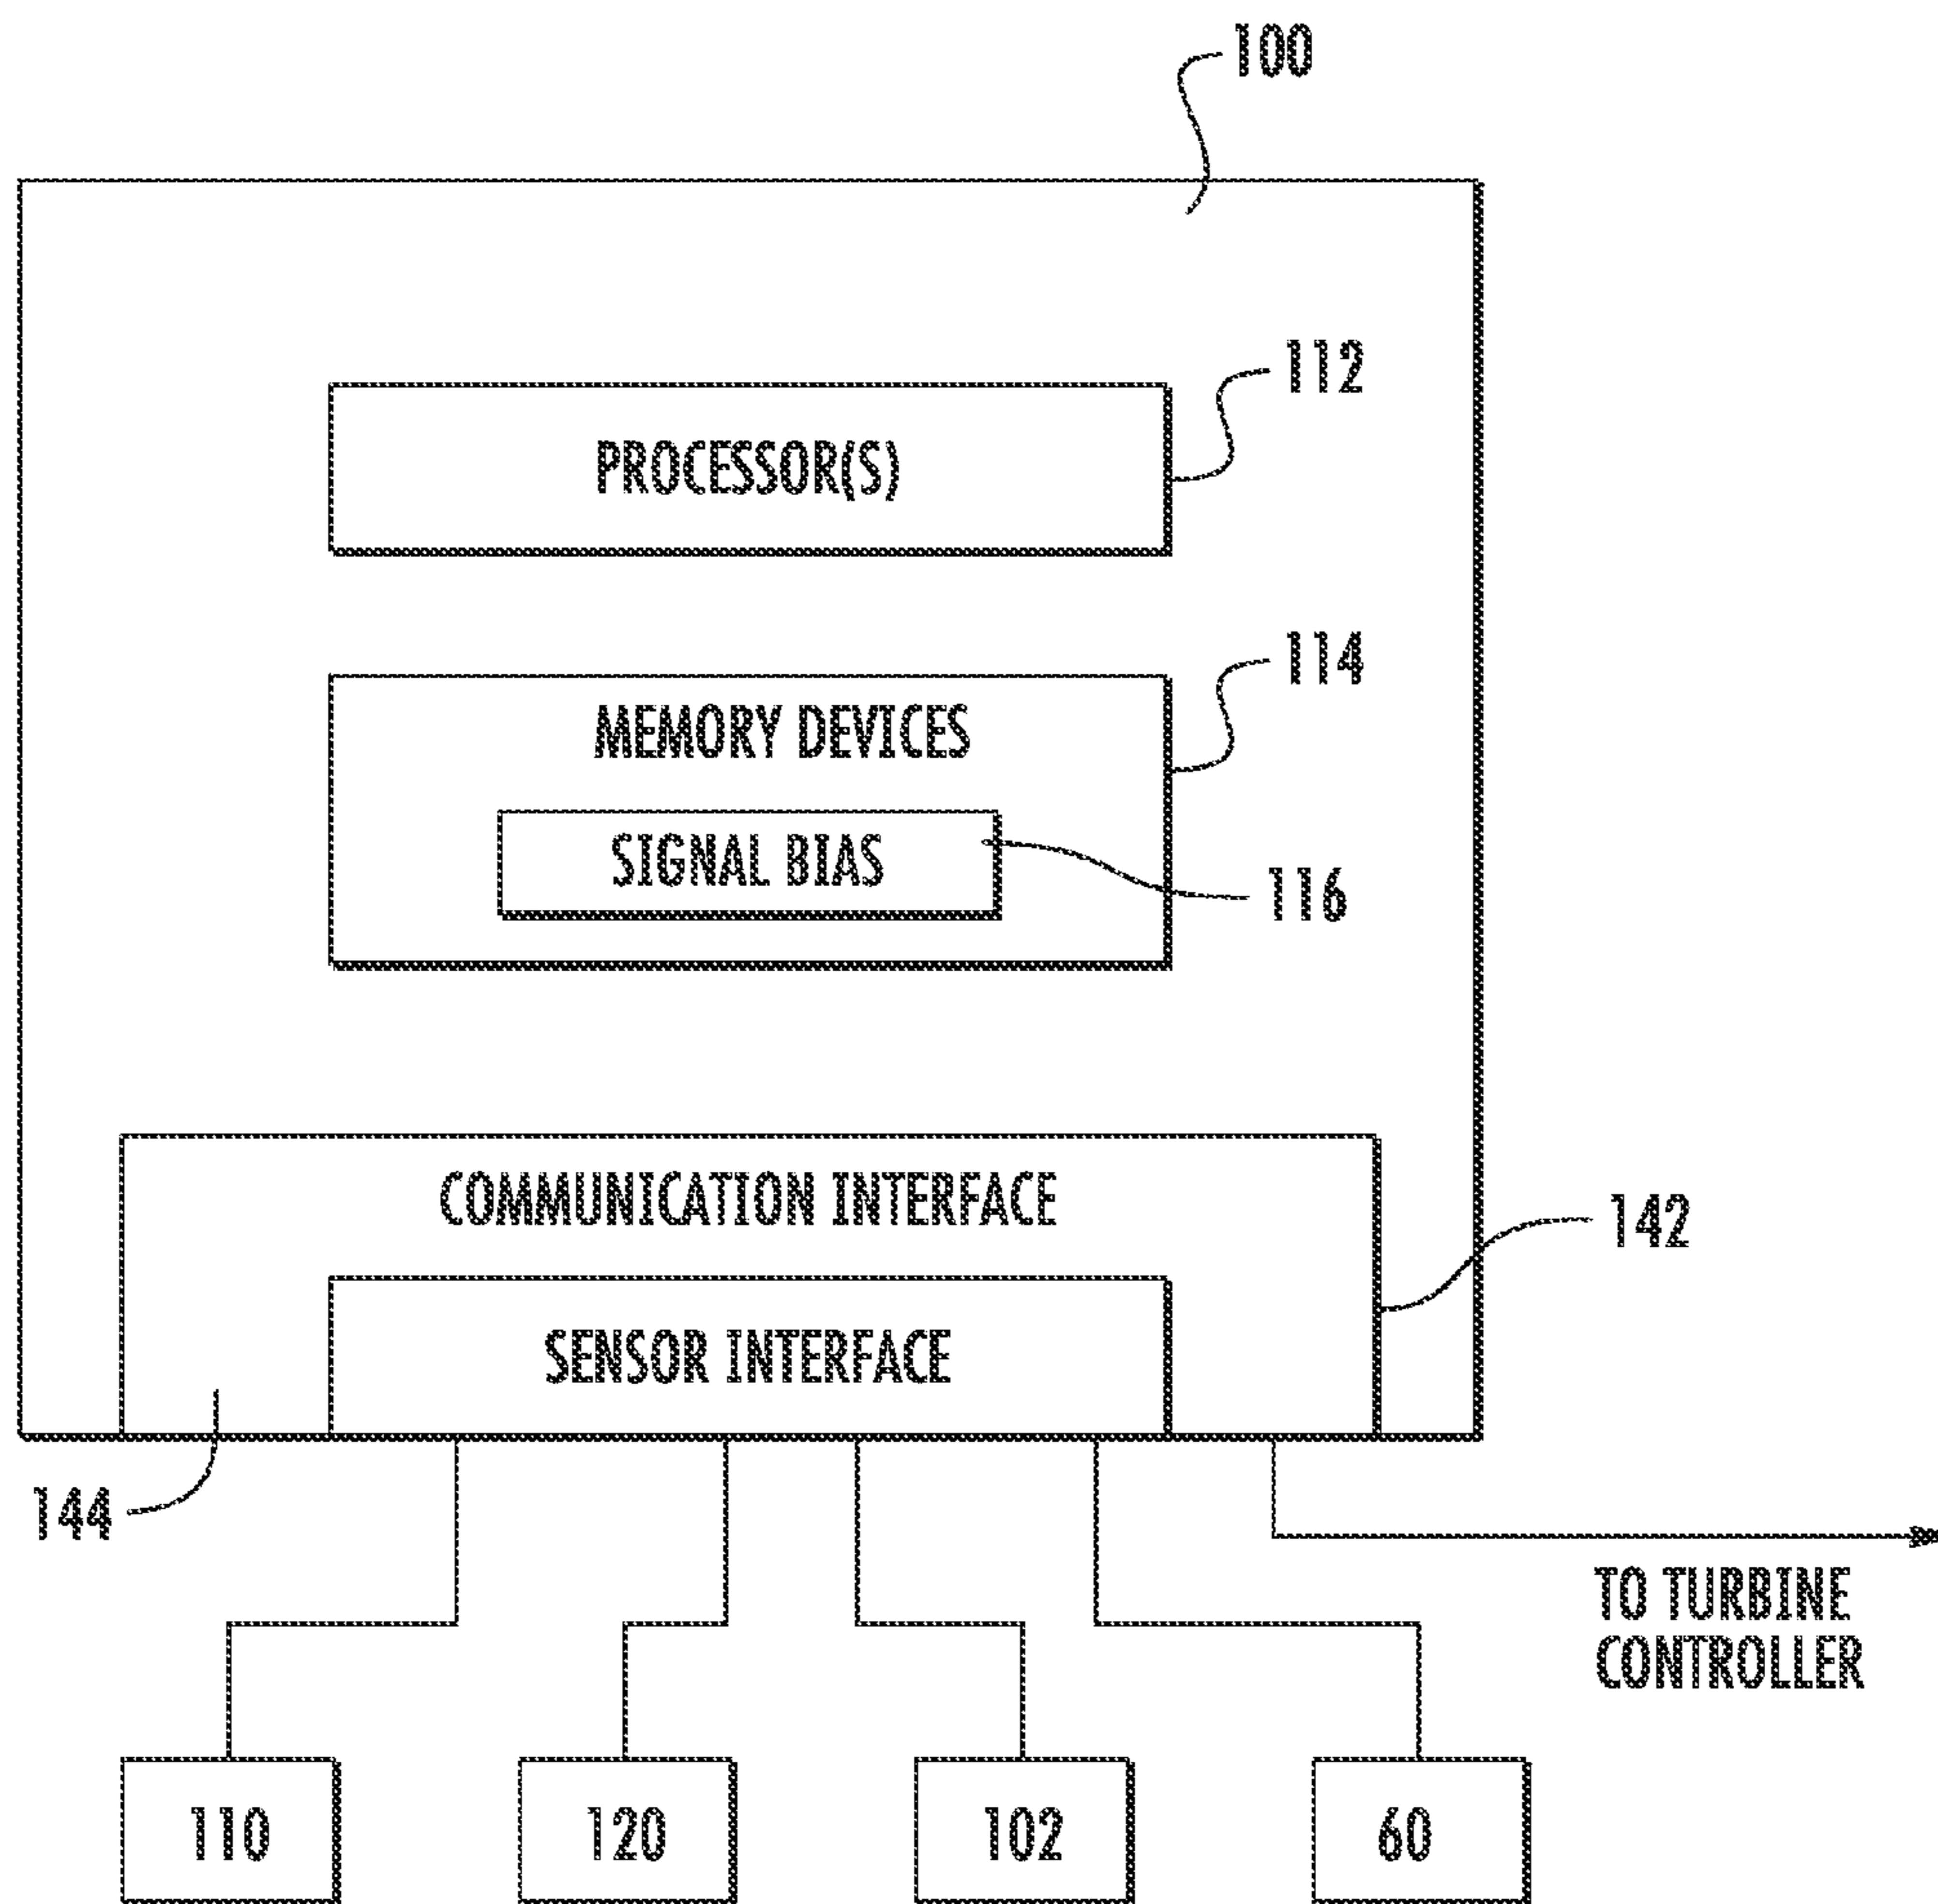 100
112
PROCESSOR(S)
114
MEMORY DEVICES
SIGNAL BIAS
116
COMMUNICATION INTERFACE
142
SENSOR INTERFACE
144
TO TURBINE
CONTROLLER
110
120
102
60